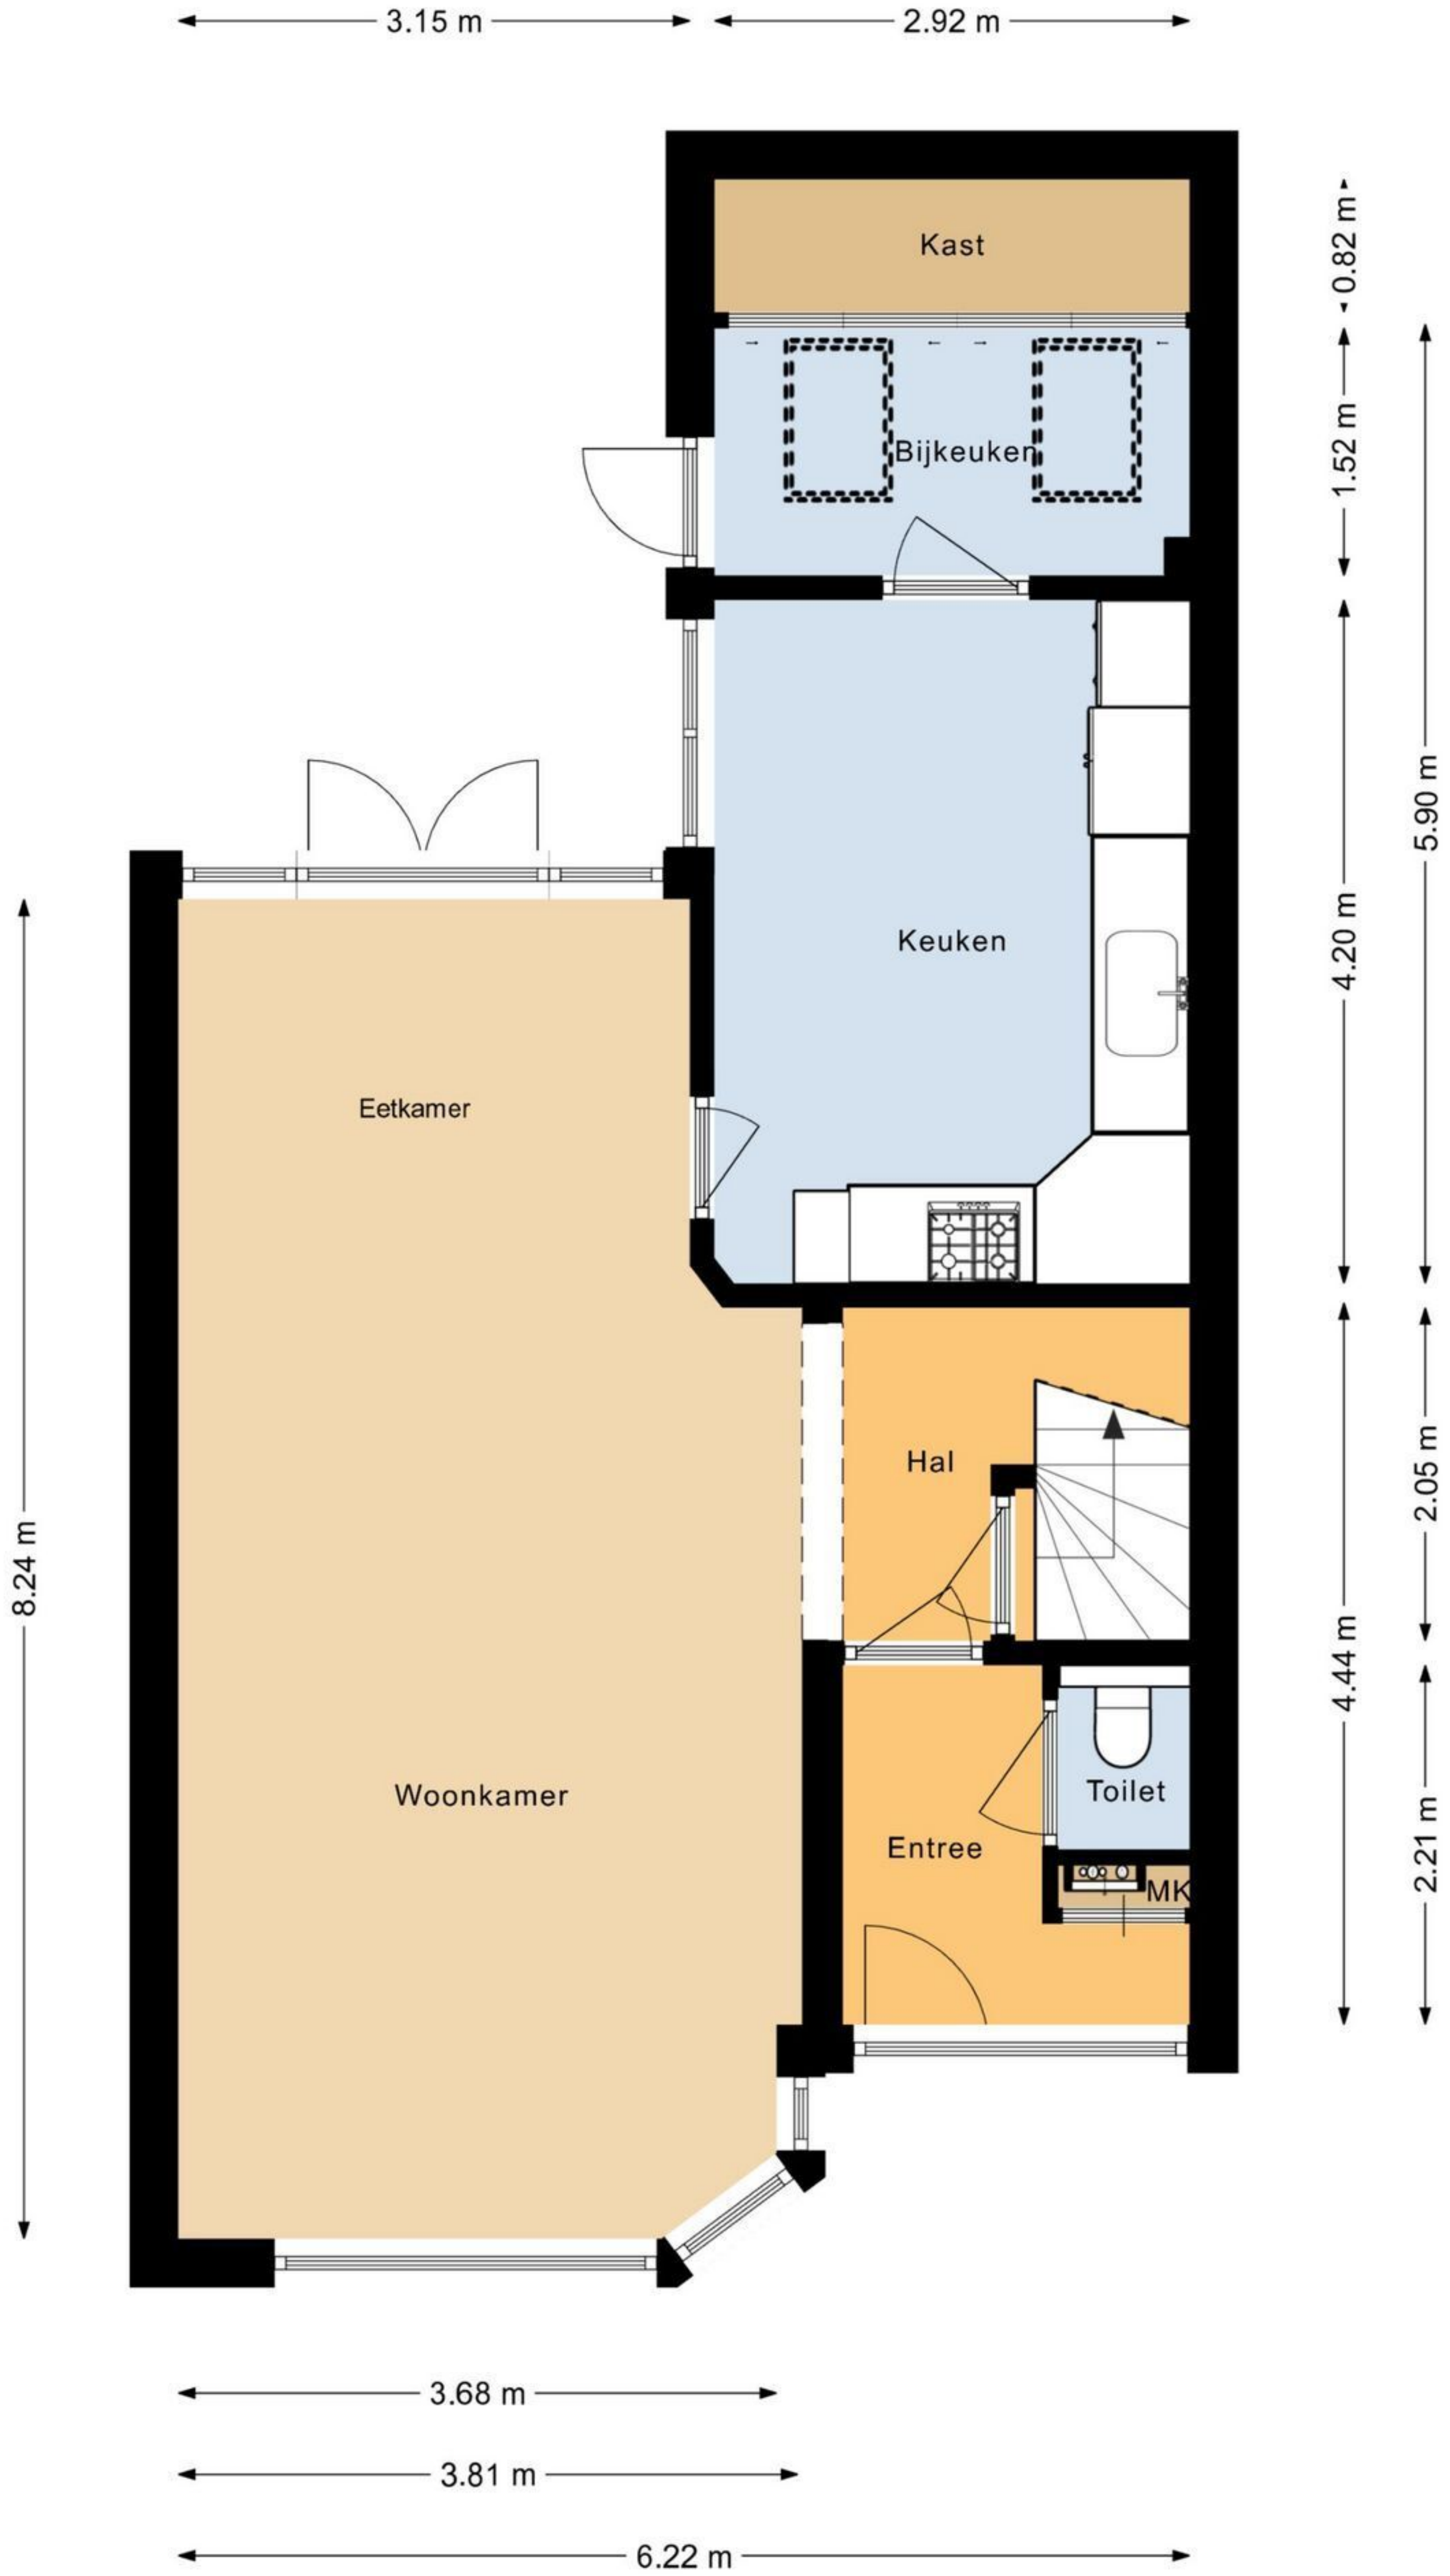 3.15 m
2.92 m
Kast
0.82 m
Bijkeuken
1.52 m
5.90 m
Keuken
4.20 m
Eetkamer
Hal
2.05 m
8.24 m
4.44 m
Toilet
Woonkamer
Entree
2.21 m
MK
3.68 m
3.81 m
6.22 m